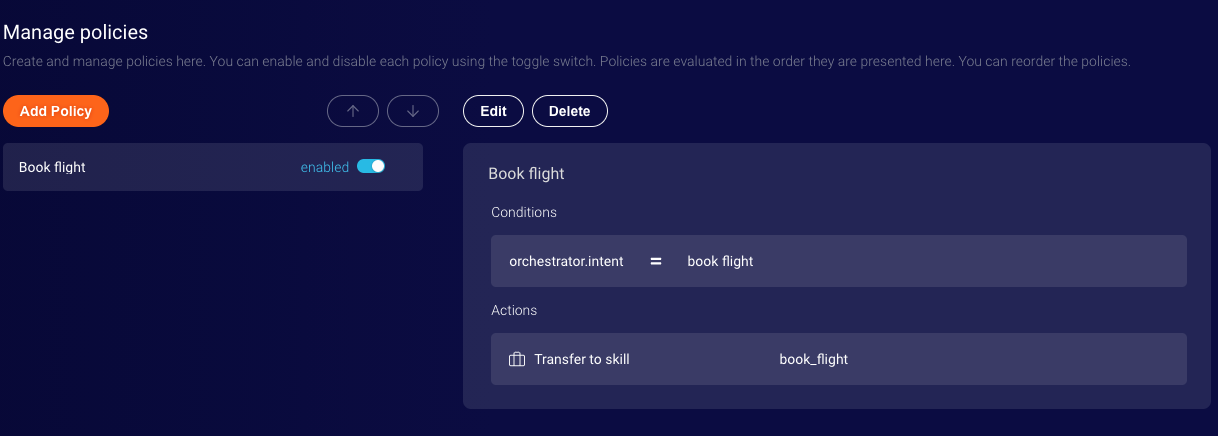 Manage policies
Create and manage policies here. You can enable and disable each policy using the toggle switch. Policies are evaluated in the order they are presented here. You can reorder the policies.
Add Policy
Edit
Delete
Book flight
enabled
Book flight
Conditions
orchestrator.intent = book flight
Actions
Transfer to skill book_flight